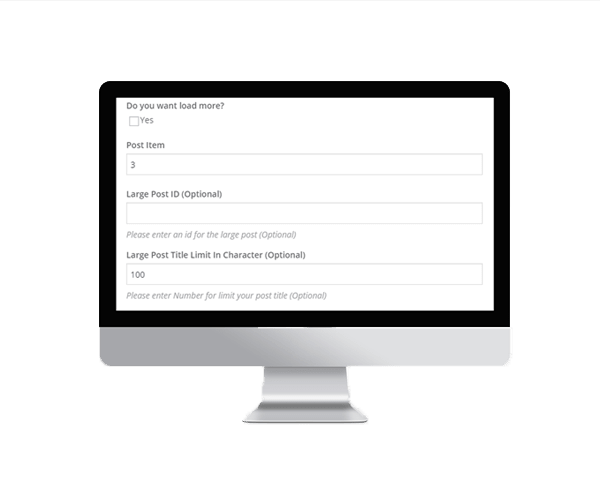 Do you want load more?
Yes
Post Item
3
Large Post ID (Optional)
Please enter an id for the large post (Optional)
Large Post Title Limit In Character (Optional)
100
Please enter Number for limit your post title (Optional)